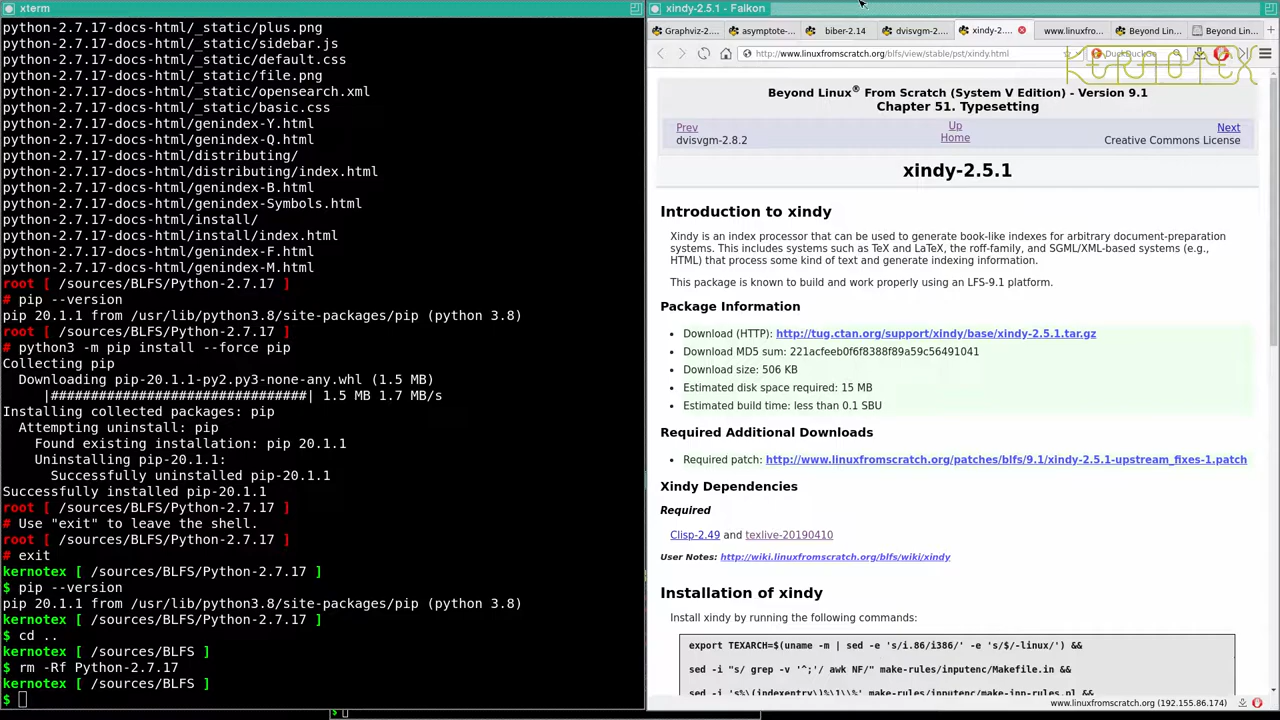 xterm
python-2.7.17-docs-html/_static/plus.png
python-2.7.17-docs-html/_static/sidebar.js
python-2.7.17-docs-html/_static/default.css
python-2.7.17-docs-html/_static/file.png
python-2.7.17-docs-html/_static/opensearch.xml
python-2.7.17-docs-html/_static/basic.css
python-2.7.17-docs-html/genindex-Y.html
python-2.7.17-docs-html/genindex-Q.html
python-2.7.17-docs-html/distributing/
python-2.7.17-docs-html/distributing/index.html
python-2.7.17-docs-html/genindex-B.html
python-2.7.17-docs-html/genindex-Symbols.html
python-2.7.17-docs-html/install/
python-2.7.17-docs-html/install/index.html
python-2.7.17-docs-html/genindex-F.html
python-2.7.17-docs-html/genindex-M.html
root [ /sources/BLFS/Python-2.7.17 ]
# pip --version
pip 20.1.1 from /usr/lib/python3.8/site-packages/pip (python 3.8)
root [ /sources/BLFS/Python-2.7.17 ]
# python3 -m pip install --force pip
Collecting pip
Downloading pip-20.1.1-py2.py3-none-any.whl (1.5 MB)
|################################| 1.5 MB 1.7 MB/s
Installing collected packages: pip
Attempting uninstall: pip
Found existing installation: pip 20.1.1
Uninstalling pip-20.1.1:
Successfully uninstalled pip-20.1.1
Successfully installed pip-20.1.1
root [ /sources/BLFS/Python-2.7.17 ]
# Use "exit" to leave the shell.
root [ /sources/BLFS/Python-2.7.17 ]
# exit
kernotex [ /sources/BLFS/Python-2.7.17 ]
$ pip --version
pip 20.1.1 from /usr/lib/python3.8/site-packages/pip (python 3.8)
kernotex [ /sources/BLFS/Python-2.7.17 ]
$ cd ..
kernotex [ /sources/BLFS ]
$ rm -Rf Python-2.7.17
kernotex [ /sources/BLFS ]
$
$
xindy-2.5.1 - Falkon
Graphviz-2.... asymptote-... biber-2.14 dvisvgm-2.... xindy-2.5.1 www.linuxfro... Beyond Lin... Beyond Lin...
http://www.linuxfromscratch.org/blfs/view/stable/pst/xindy.html DuckDuckGo
KERNOTEX
Beyond Linux® From Scratch (System V Edition) - Version 9.1
Chapter 51. Typesetting
Prev Up Next
dvisvgm-2.8.2 Home Creative Commons License
xindy-2.5.1
Introduction to xindy
Xindy is an index processor that can be used to generate book-like indexes for arbitrary document-preparation
systems. This includes systems such as TeX and LaTeX, the roff-family, and SGML/XML-based systems (e.g.,
HTML) that process some kind of text and generate indexing information.
This package is known to build and work properly using an LFS-9.1 platform.
Package Information
• Download (HTTP): http://tug.ctan.org/support/xindy/base/xindy-2.5.1.tar.gz
• Download MD5 sum: 221acfeeb0f6f8388f89a59c56491041
• Download size: 506 KB
• Estimated disk space required: 15 MB
• Estimated build time: less than 0.1 SBU
Required Additional Downloads
• Required patch: http://www.linuxfromscratch.org/patches/blfs/9.1/xindy-2.5.1-upstream_fixes-1.patch
Xindy Dependencies
Required
Clisp-2.49 and texlive-20190410
User Notes: http://wiki.linuxfromscratch.org/blfs/wiki/xindy
Installation of xindy
Install xindy by running the following commands:
export TEXARCH=$(uname -m | sed -e 's/i.86/i386/' -e 's/$/-linux/') &&
sed -i "s/ grep -v '^;'/ awk NF/" make-rules/inputenc/Makefile.in &&
sed -i 's%\(indexentry\)%\1\\%' make-rules/inputenc/make-inp-rules.pl &&
www.linuxfromscratch.org (192.155.86.174)